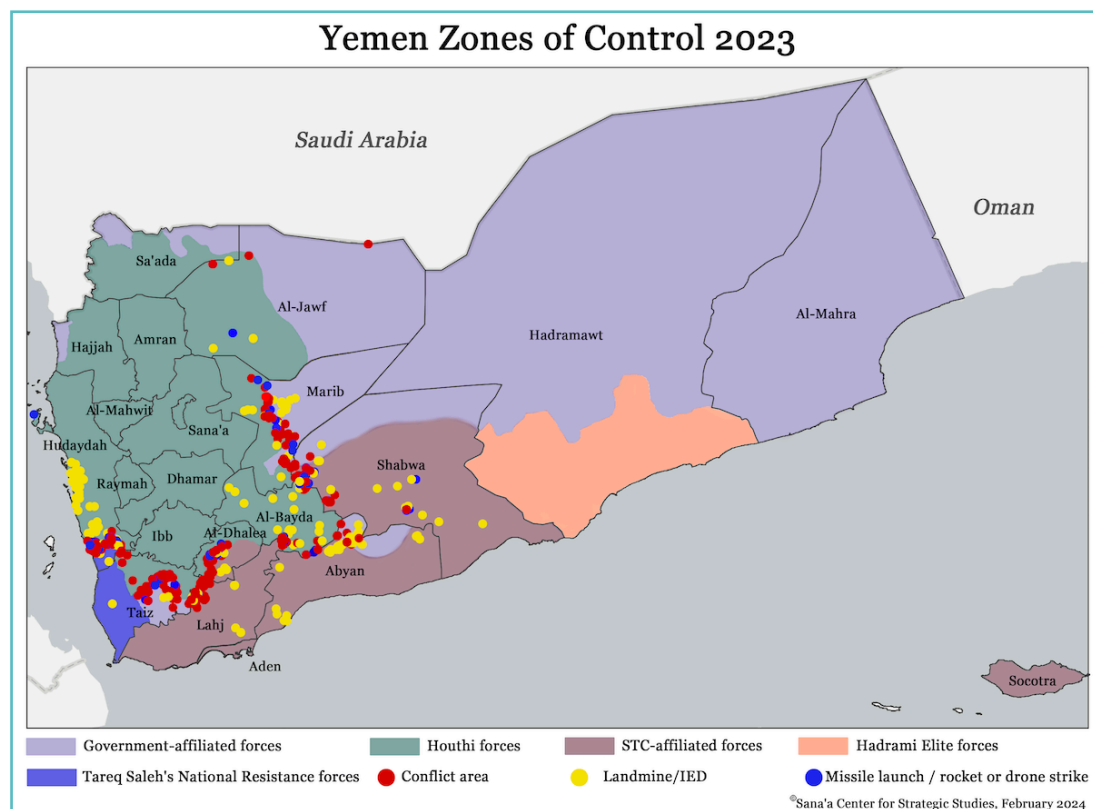 Yemen Zones of Control 2023
Saudi Arabia
Oman
Sa'ada
Al-Jawf
Al-Mahra
Hadramawt
Hajjah
Amran
Marib
Al-Mahwit
Sana'a
Hudaydah
Shabwa
Raymah
Dhamar
Al-Bayda
Ibb
Al-Dhalea
Abyan
Taiz
Lahj
Aden
Socotra
Government-affiliated forces
Houthi forces
STC-affiliated forces
Hadrami Elite forces
Tareq Saleh's National Resistance forces
Conflict area
Landmine/IED
Missile launch / rocket or drone strike
©Sana'a Center for Strategic Studies, February 2024